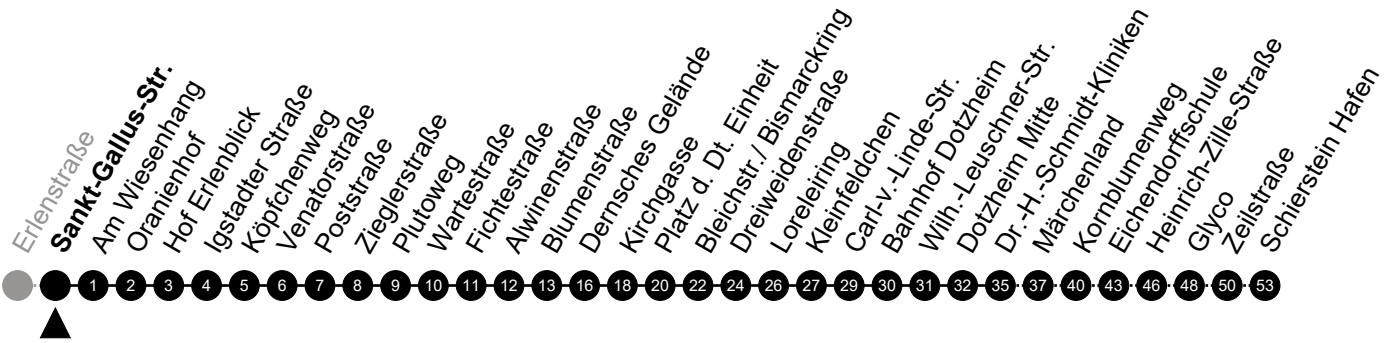 Erlenstraße
Sankt-Gallus-Str.
Am Wiesenhang
Oranienhof
Hof Erlenblick
Igstadter Straße
Köpfchenweg
Venatorstraße
Poststraße
Zieglerstraße
Plutoweg
Wartestraße
Fichtestraße
Alwinenstraße
Blumenstraße
Dernsches Gelände
Kirchgasse
Platz d. Dt. Einheit
Bleichstr./ Bismarckring
Dreiweidenstraße
Loreleiring
Kleinfeldchen
Carl-v.-Linde-Str.
Bahnhof Dotzheim
Wilh.-Leuschner-Str.
Dotzheim Mitte
Dr.-H.-Schmidt-Kliniken
Märchenland
Kornblumenweg
Eichendorffschule
Heinrich-Zille-Straße
Glyco
Zeilstraße
Schierstein Hafen
1 2 3 4 5 6 7 8 9 10 11 12 13 16 18 20 22 24 26 27 29 30 31 32 35 37 40 43 46 48 50 53